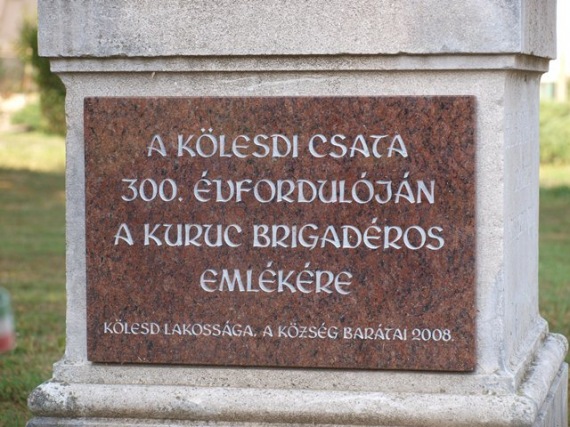 A KÖLESDI CSATA
300. ÉVFORDULÓJÁN
A KURUC BRIGADÉROS
EMLÉKÉRE
KÖLESD LAKOSSÁGA, A KÖZSÉG BARÁTAI 2008.